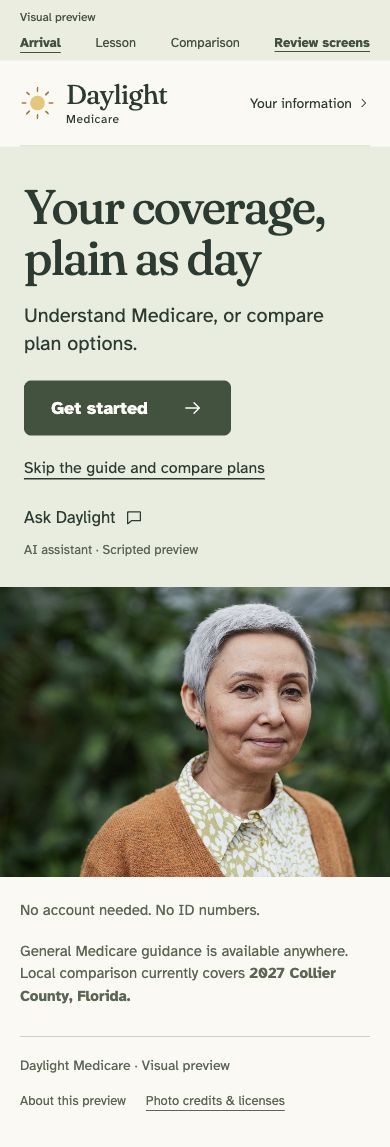 Visual preview
Arrival Lesson Comparison Review screens
Daylight
Medicare
Your information
Your coverage,
plain as day
Understand Medicare, or compare
plan options.
Get started
Skip the guide and compare plans
Ask Daylight
AI assistant · Scripted preview
No account needed. No ID numbers.
General Medicare guidance is available anywhere.
Local comparison currently covers 2027 Collier
County, Florida.
Daylight Medicare · Visual preview
About this preview Photo credits & licenses